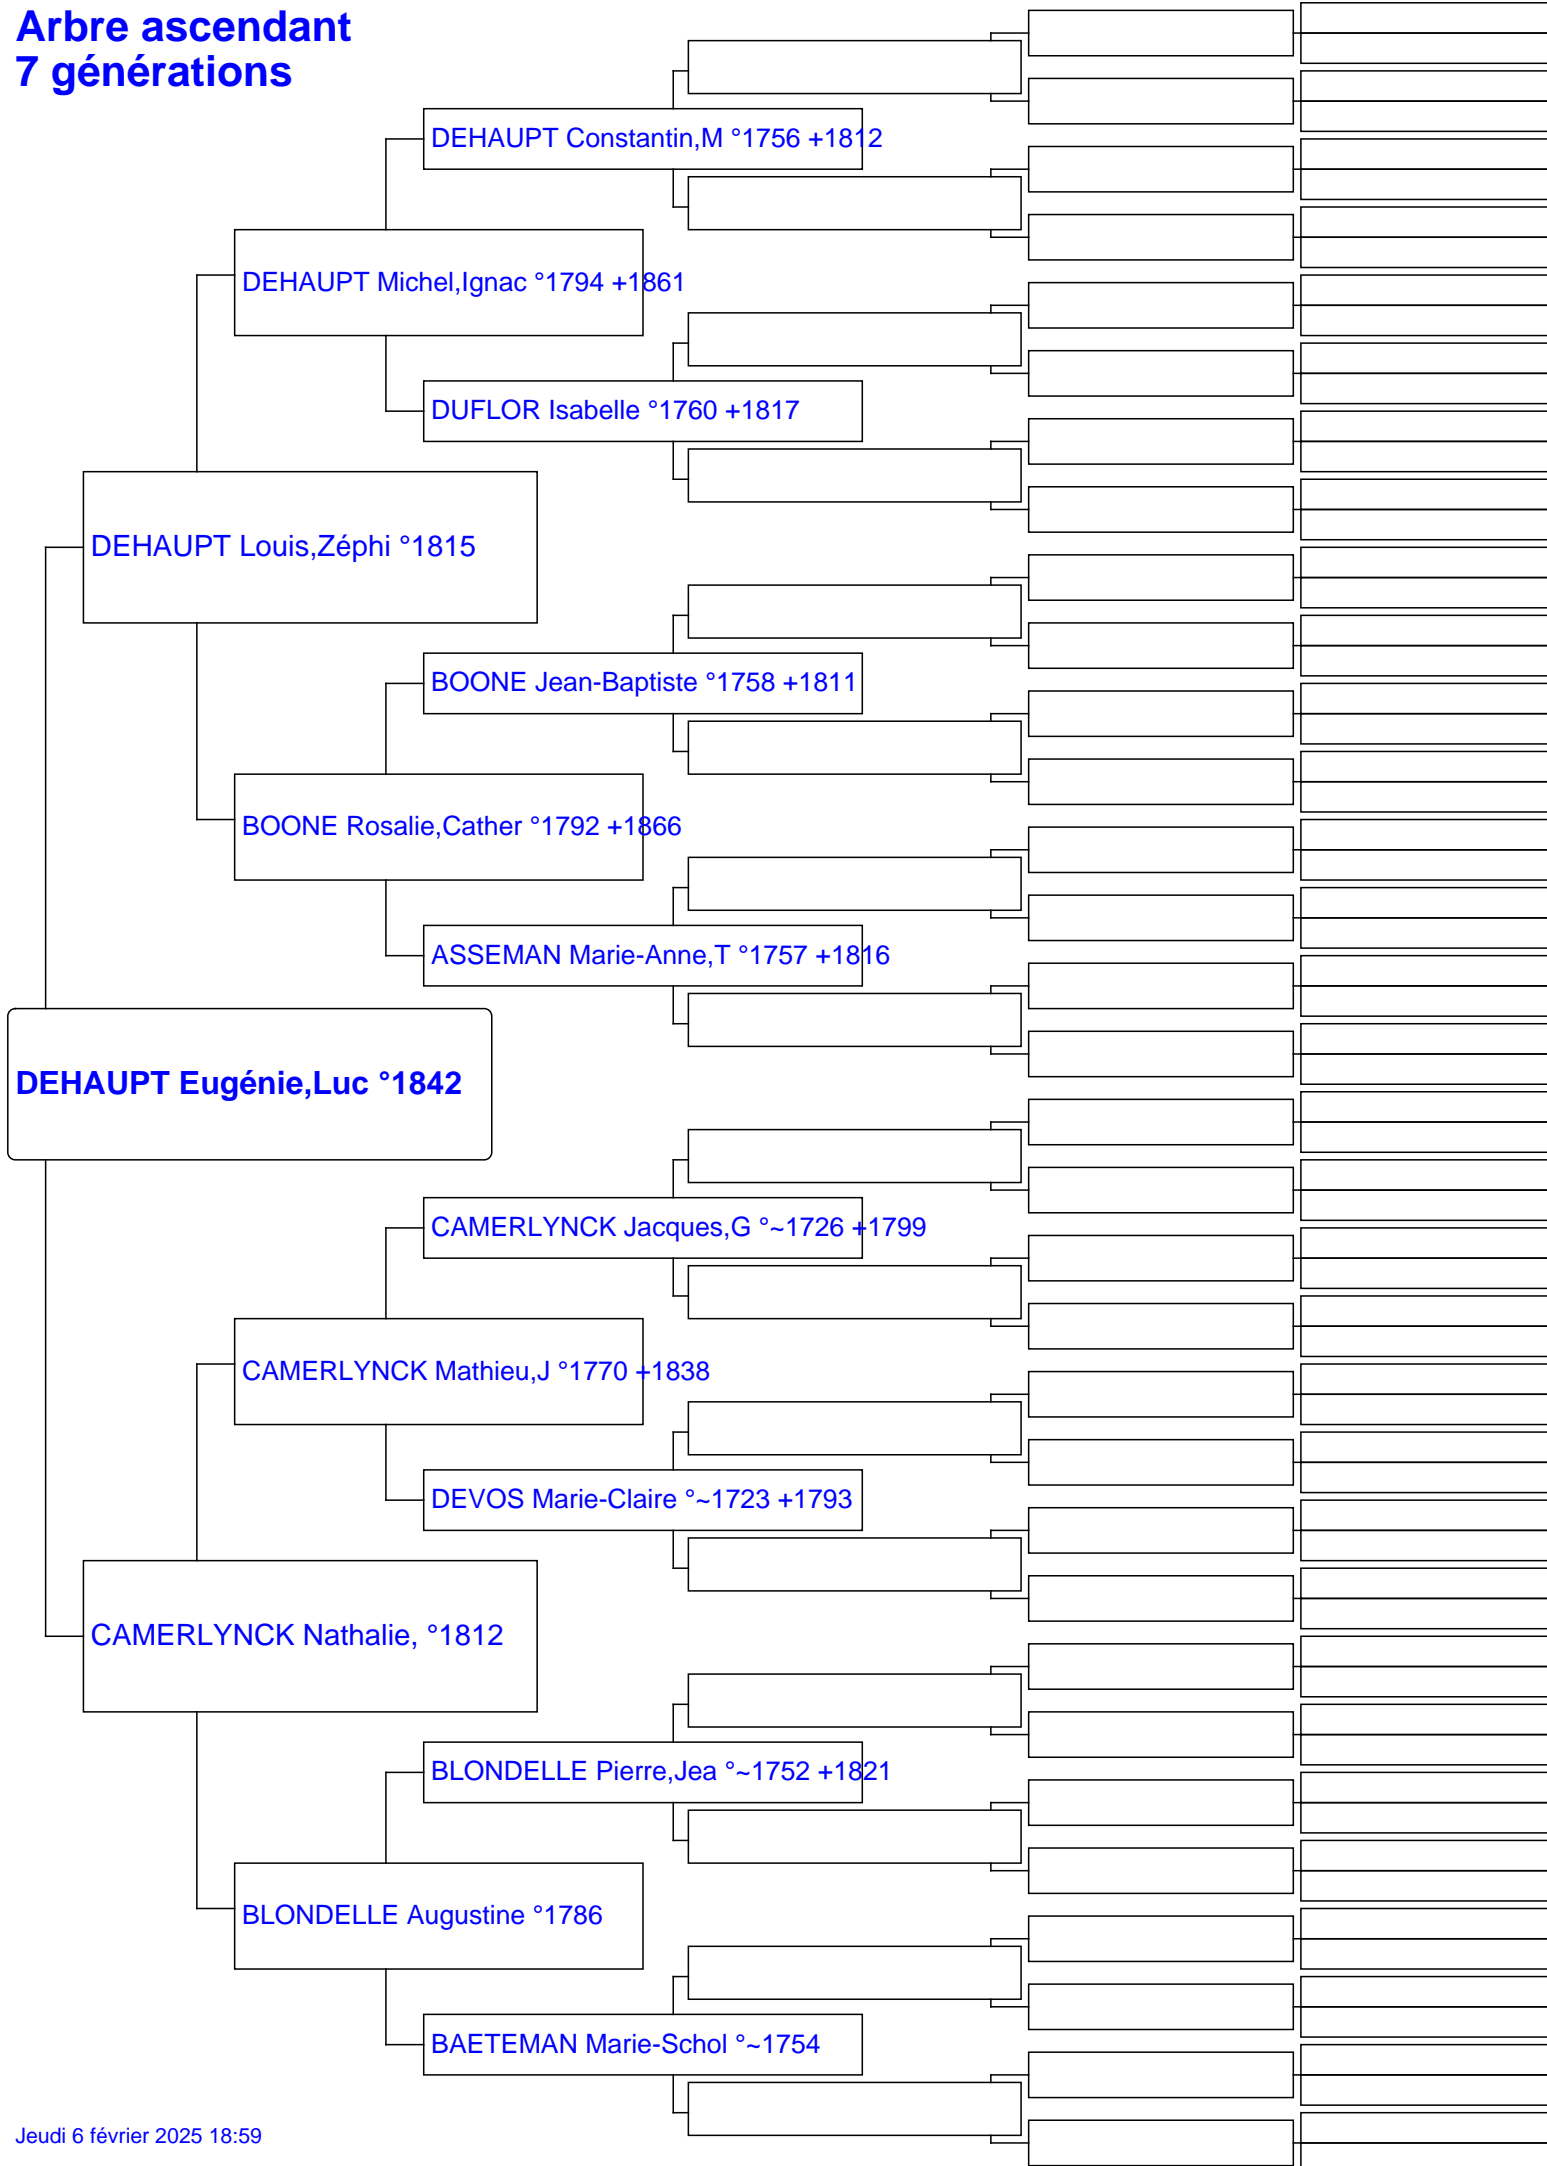 Arbre ascendant
7 générations
DEHAUPT Constantin,M °1756 +1812
DEHAUPT Michel,Ignac °1794 +1861
DUFLOR Isabelle °1760 +1817
DEHAUPT Louis,Zéphi °1815
BOONE Jean-Baptiste °1758 +1811
BOONE Rosalie,Cather °1792 +1866
ASSEMAN Marie-Anne,T °1757 +1816
DEHAUPT Eugénie,Luc °1842
CAMERLYNCK Jacques,G °~1726 +1799
CAMERLYNCK Mathieu,J °1770 +1838
DEVOS Marie-Claire °~1723 +1793
CAMERLYNCK Nathalie, °1812
BLONDELLE Pierre,Jea °~1752 +1821
BLONDELLE Augustine °1786
BAETEMAN Marie-Schol °~1754
Jeudi 6 février 2025 18:59